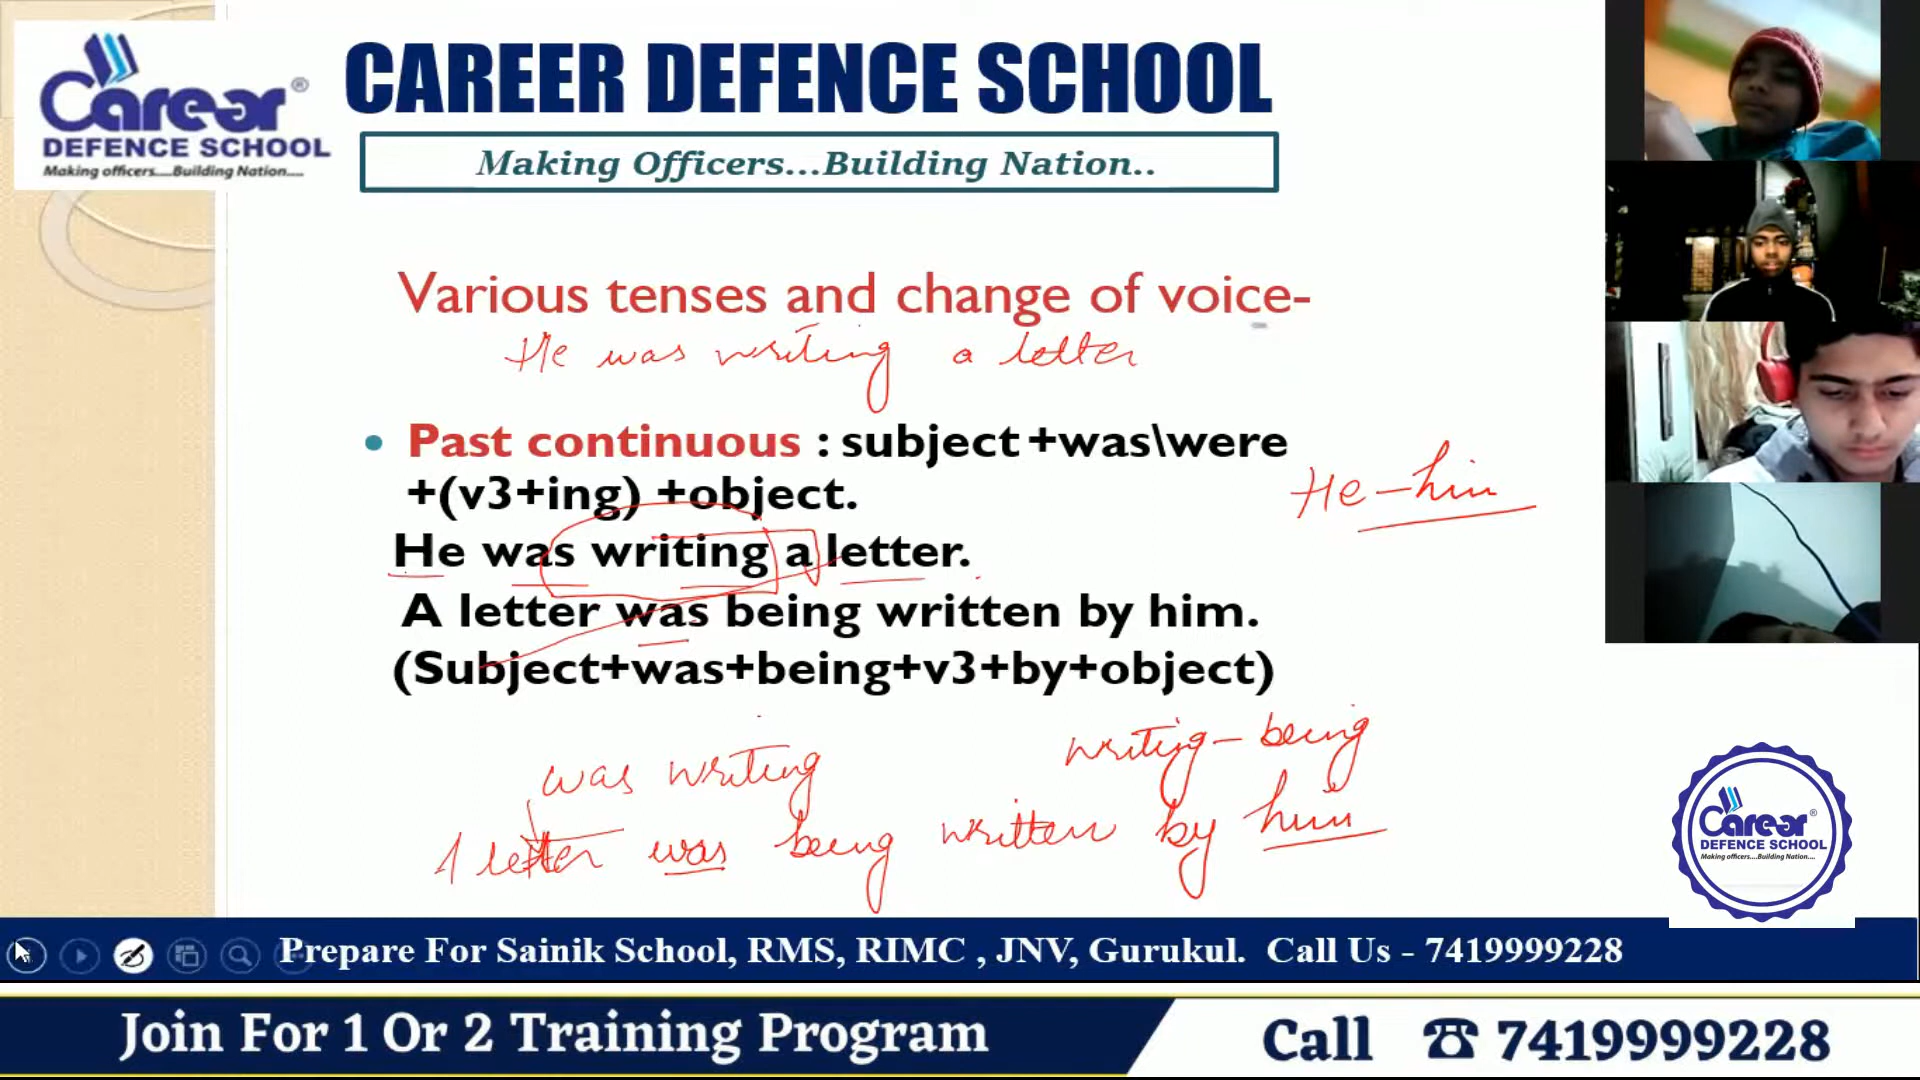 Career®
DEFENCE SCHOOL
Making officers....Building Nation....
CAREER DEFENCE SCHOOL
Making Officers...Building Nation..
Various tenses and change of voice-
He was writing a letter
• Past continuous : subject +was\were
+(v3+ing) +object.
He - him
He was writing a letter.
A letter was being written by him.
(Subject+was+being+v3+by+object)
was writing
writing - being
A letter was being written by him
Career
DEFENCE SCHOOL
Making officers....Building Nation....
Prepare For Sainik School, RMS, RIMC , JNV, Gurukul. Call Us - 7419999228
Join For 1 Or 2 Training Program
Call ☎ 7419999228